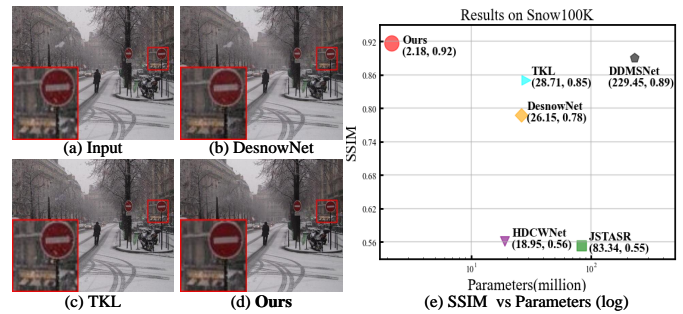 (a) Input
(b) DesnowNet
(c) TKL
(d) Ours
Results on Snow100K
SSIM
0.92
0.86
0.80
0.74
0.68
0.62
0.56
Ours
(2.18, 0.92)
TKL
(28.71, 0.85)
DDMSNet
(229.45, 0.89)
DesnowNet
(26.15, 0.78)
HDCWNet
(18.95, 0.56)
JSTASR
(83.34, 0.55)
10¹
10²
Parameters(million)
(e) SSIM vs Parameters (log)